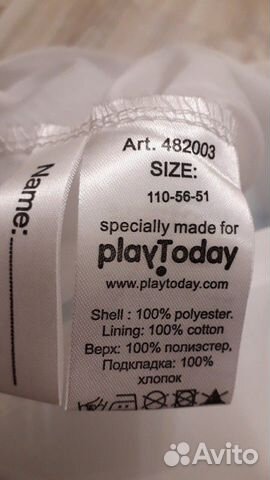 Name:
Art. 482003
SIZE:
110-56-51
specially made for
playToday
www.playtoday.com
Shell : 100% polyester.
Lining: 100% cotton
Верх: 100% полиэстер.
Подкладка: 100%
хлопок
Avito